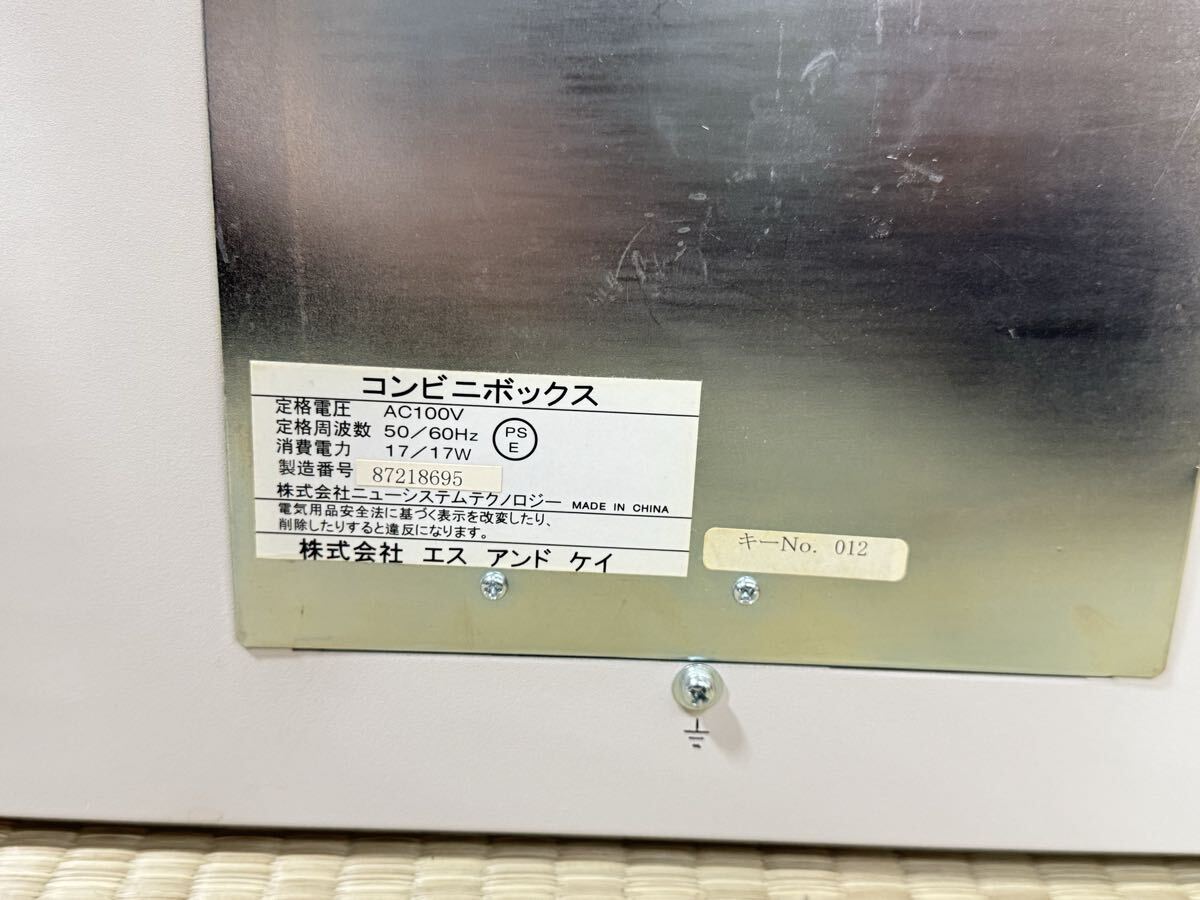 コンビニボックス
定格電圧 AC100V
定格周波数 50/60Hz
PS
E
消費電力 17/17W
製造番号 87218695
株式会社ニューシステムテクノロジー MADE IN CHINA
電気用品安全法に基づく表示を改変したり、
削除したりすると違反になります。
株式会社 エス アンド ケイ
キーNo. 012